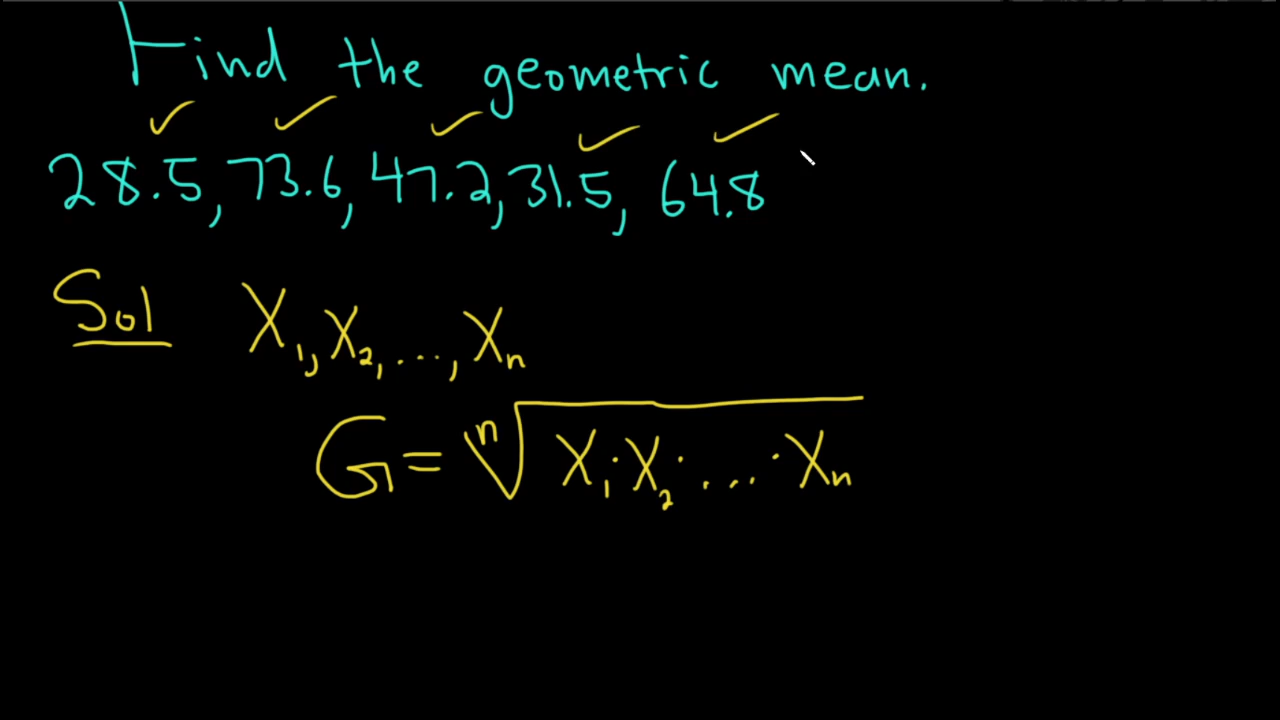 Find the geometric mean.
28.5, 73.6, 47.2, 31.5, 64.8
Sol X₁, X₂, ..., Xₙ
G = ⁿ√(X₁ · X₂ · ... · Xₙ)